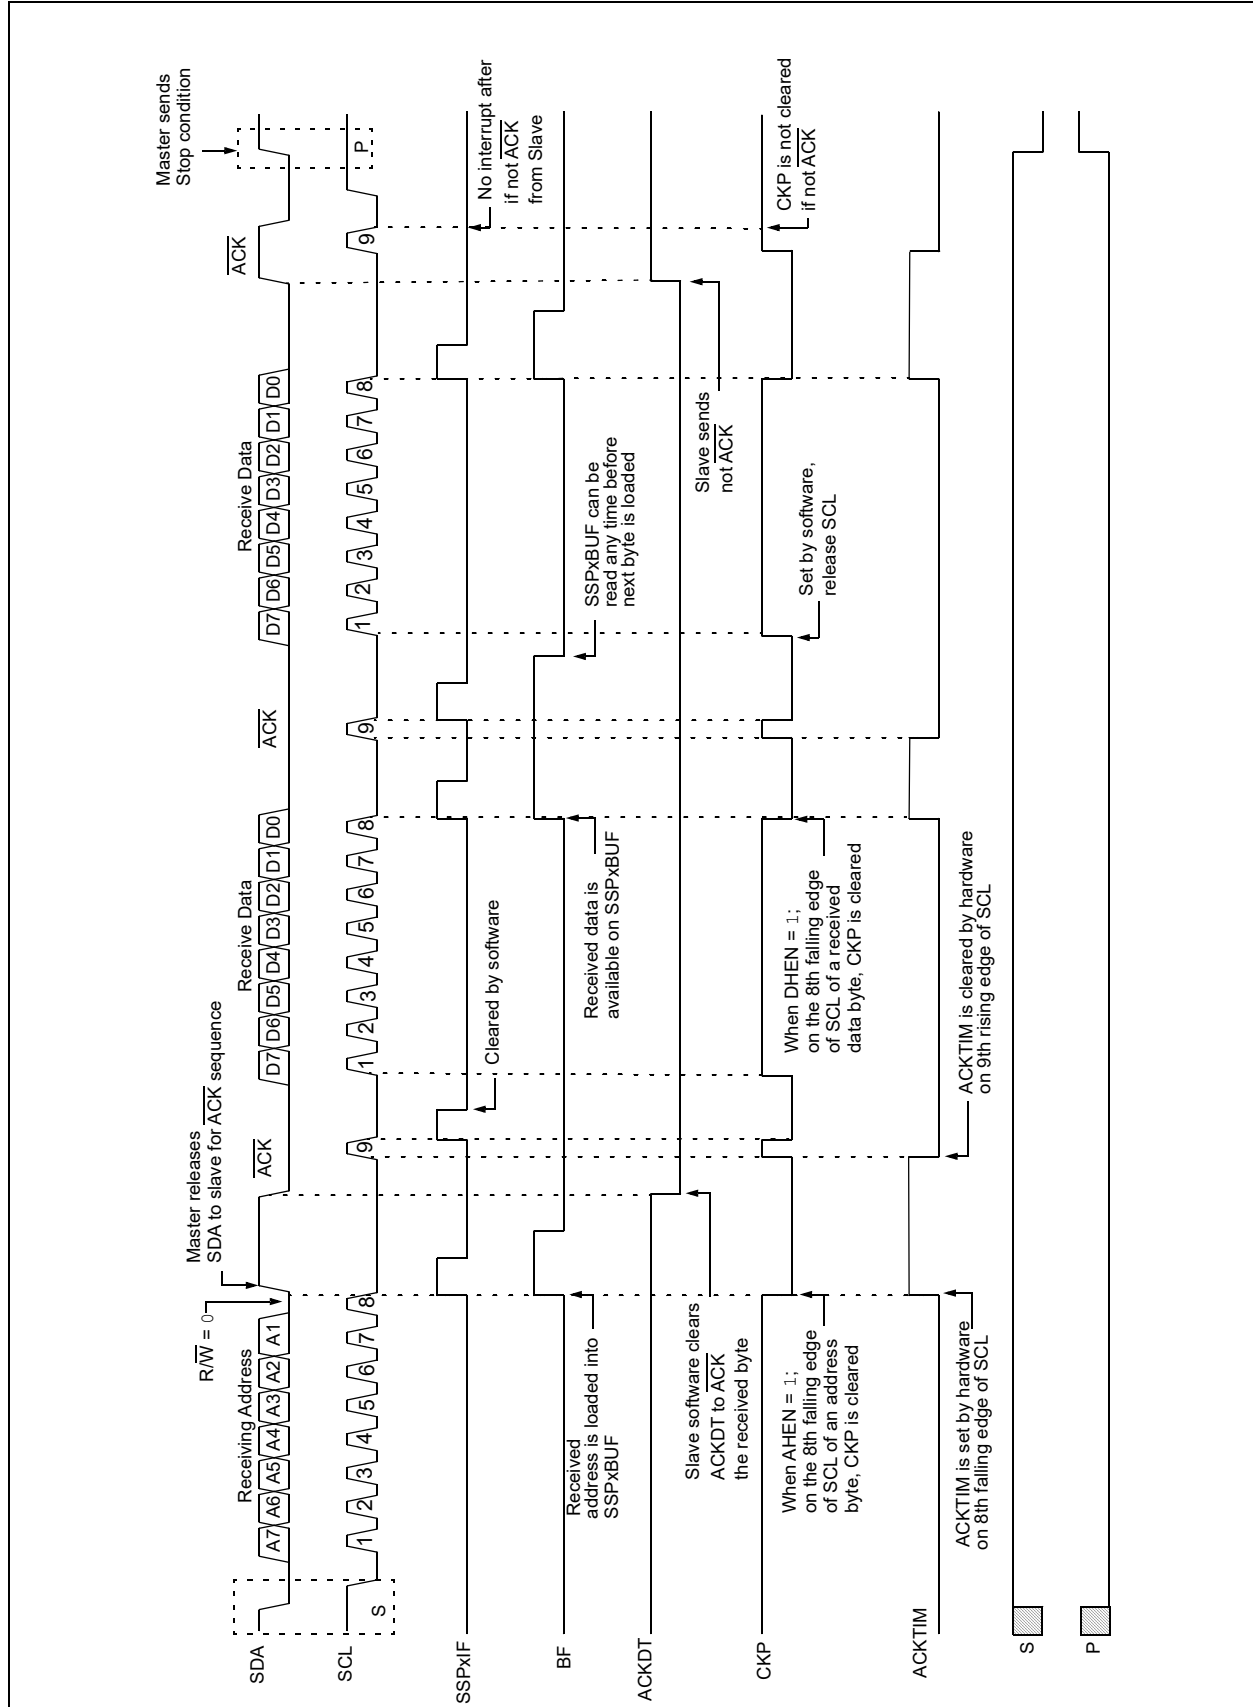 Master sends
Stop condition
Master releases
SDA to slave for ACK sequence
R/W = 0
Receiving Address
Receive Data
Receive Data
ACK
ACK
ACK
SDA
A7 A6 A5 A4 A3 A2 A1
D7 D6 D5 D4 D3 D2 D1 D0
D7 D6 D5 D4 D3 D2 D1 D0
SCL
S
1 2 3 4 5 6 7 8 9
1 2 3 4 5 6 7 8 9
1 2 3 4 5 6 7 8 9
P
SSPxIF
Cleared by software
No interrupt after
if not ACK
from Slave
BF
Received
address is loaded into
SSPxBUF
Received data is
available on SSPxBUF
SSPxBUF can be
read any time before
next byte is loaded
ACKDT
Slave software clears
ACKDT to ACK
the received byte
Slave sends
not ACK
CKP
When AHEN = 1;
on the 8th falling edge
of SCL of an address
byte, CKP is cleared
When DHEN = 1;
on the 8th falling edge
of SCL of a received
data byte, CKP is cleared
Set by software,
release SCL
CKP is not cleared
if not ACK
ACKTIM
ACKTIM is set by hardware
on 8th falling edge of SCL
ACKTIM is cleared by hardware
on 9th rising edge of SCL
S
P